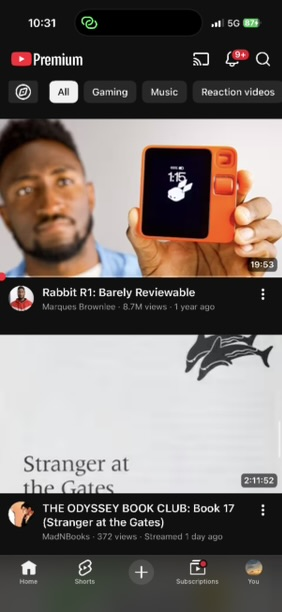 10:31
5G 87+
Premium
9+
All Gaming Music Reaction videos
1:15
19:53
Rabbit R1: Barely Reviewable
Marques Brownlee · 8.7M views · 1 year ago
Stranger at
the Gates
2:11:52
THE ODYSSEY BOOK CLUB: Book 17
(Stranger at the Gates)
MadNBooks · 372 views · Streamed 1 day ago
Home Shorts Subscriptions You